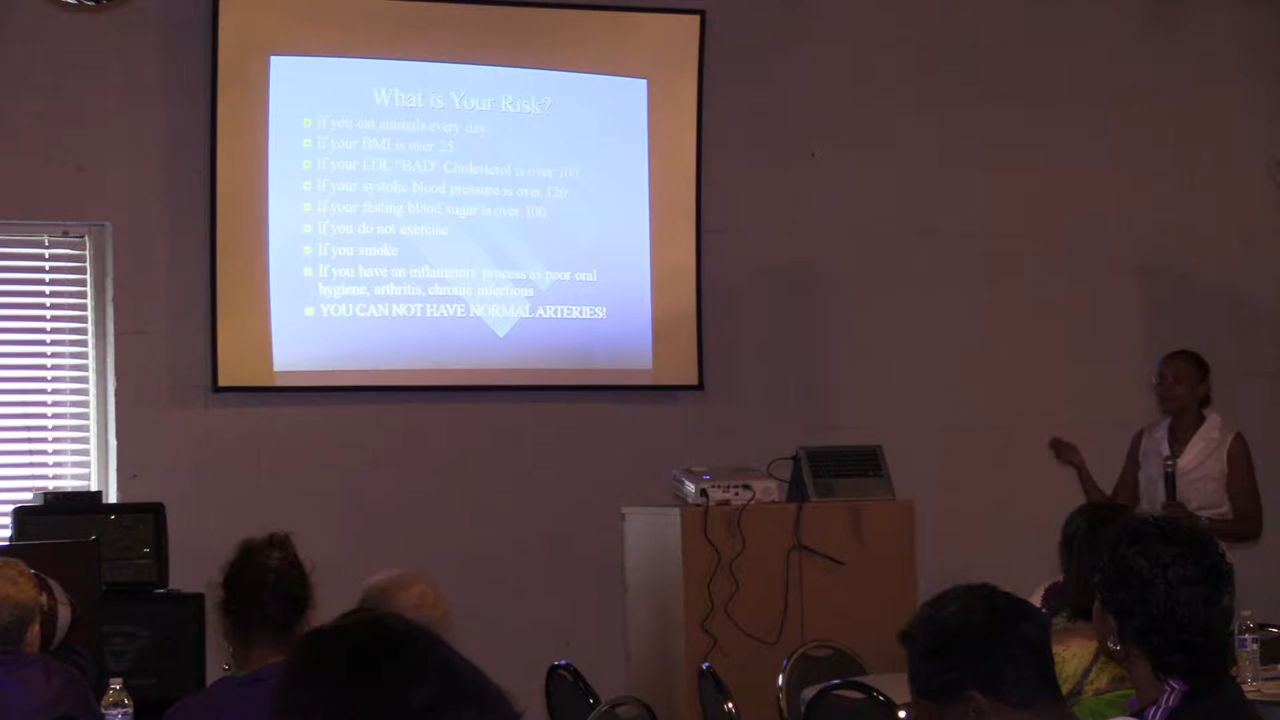 What is Your Risk?
If you eat animals every day
If your BMI is over 25
If your LDL "BAD" Cholesterol is over 100
If your systolic blood pressure is over 120
If your fasting blood sugar is over 100
If you do not exercise
If you smoke
If you have an inflamatory process as poor oral
hygiene, arthritis, chronic infections
YOU CAN NOT HAVE NORMAL ARTERIES!